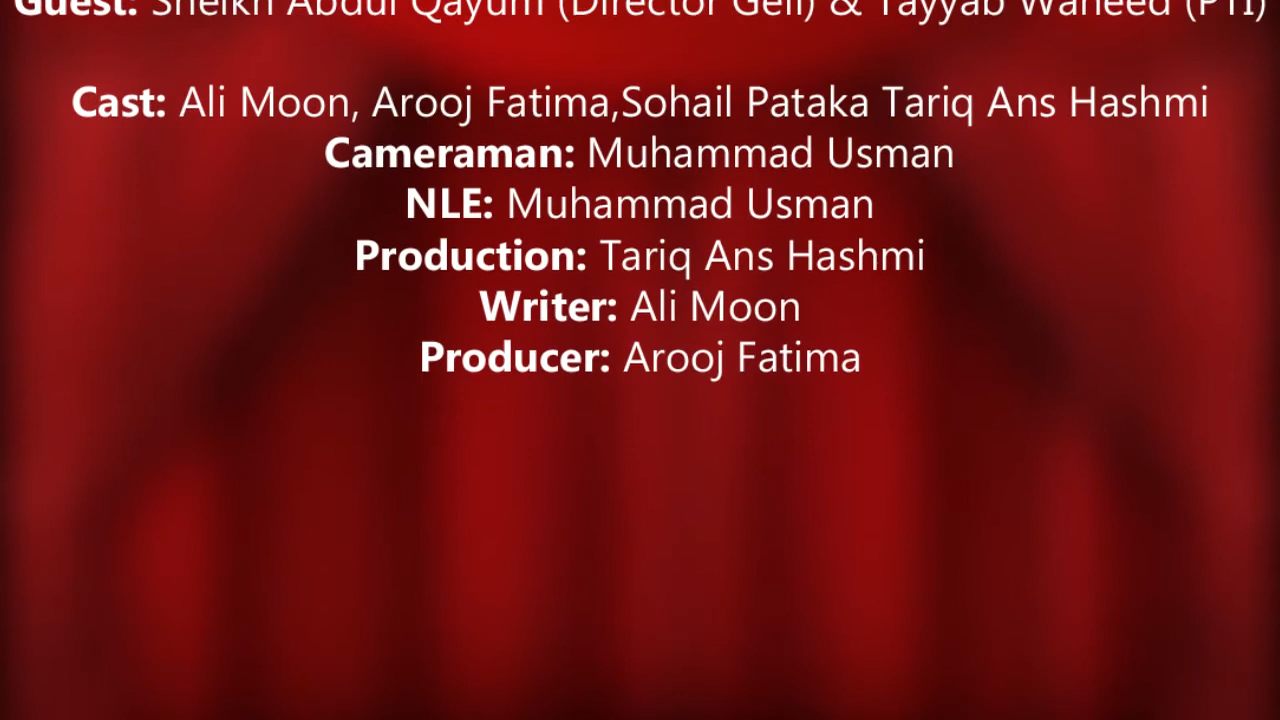 Guest: Sheikh Abdul Qayum (Director Gell) & Tayyab Waheed (PTI)
Cast: Ali Moon, Arooj Fatima,Sohail Pataka Tariq Ans Hashmi
Cameraman: Muhammad Usman
NLE: Muhammad Usman
Production: Tariq Ans Hashmi
Writer: Ali Moon
Producer: Arooj Fatima